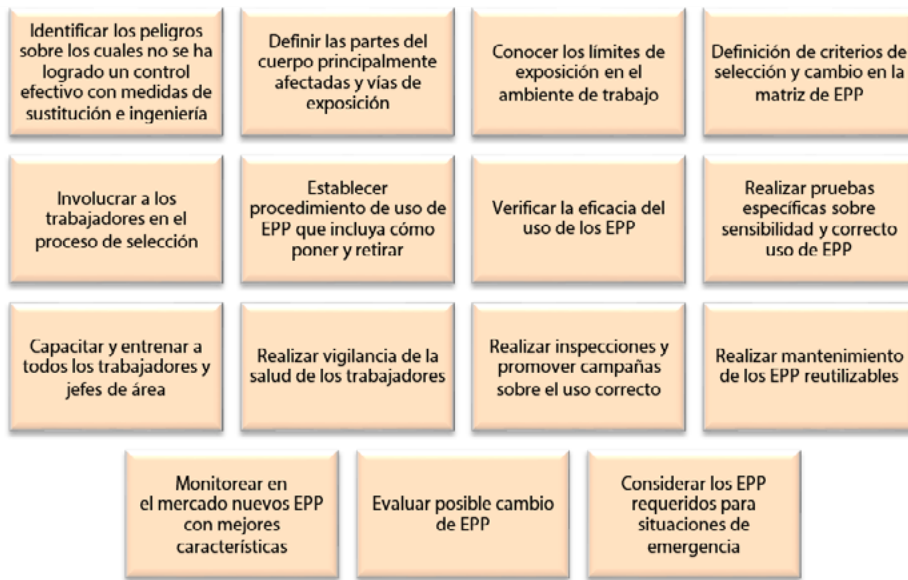 Identificar los peligros
sobre los cuales no se ha
logrado un control
efectivo con medidas de
sustitución e ingeniería
Definir las partes del
cuerpo principalmente
afectadas y vías de
exposición
Conocer los límites de
exposición en el
ambiente de trabajo
Definición de criterios de
selección y cambio en la
matriz de EPP
Involucrar a los
trabajadores en el
proceso de selección
Establecer
procedimiento de uso de
EPP que incluya cómo
poner y retirar
Verificar la eficacia del
uso de los EPP
Realizar pruebas
específicas sobre
sensibilidad y correcto
uso de EPP
Capacitar y entrenar a
todos los trabajadores y
jefes de área
Realizar vigilancia de la
salud de los trabajadores
Realizar inspecciones y
promover campañas
sobre el uso correcto
Realizar mantenimiento
de los EPP reutilizables
Monitorear en
el mercado nuevos EPP
con mejores
características
Evaluar posible cambio
de EPP
Considerar los EPP
requeridos para
situaciones de
emergencia